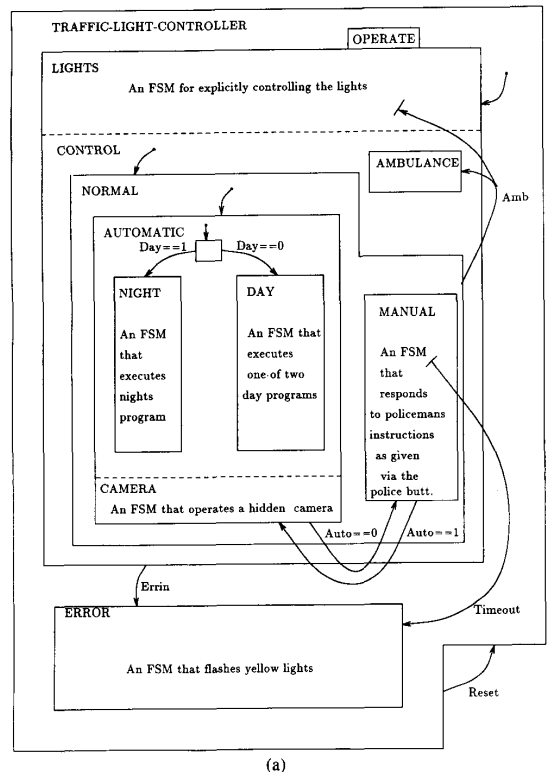 TRAFFIC-LIGHT-CONTROLLER
OPERATE
LIGHTS
An FSM for explicitly controlling the lights
CONTROL
AMBULANCE
NORMAL
Amb
AUTOMATIC
Day==1
Day==0
NIGHT
An FSM
that
executes
nights
program
DAY
An FSM that
executes
one of two
day programs
MANUAL
An FSM
that
responds
to policemans
instructions
as given
via the
police butt.
CAMERA
An FSM that operates a hidden camera
Auto==0
Auto==1
Errin
Timeout
ERROR
An FSM that flashes yellow lights
Reset
(a)